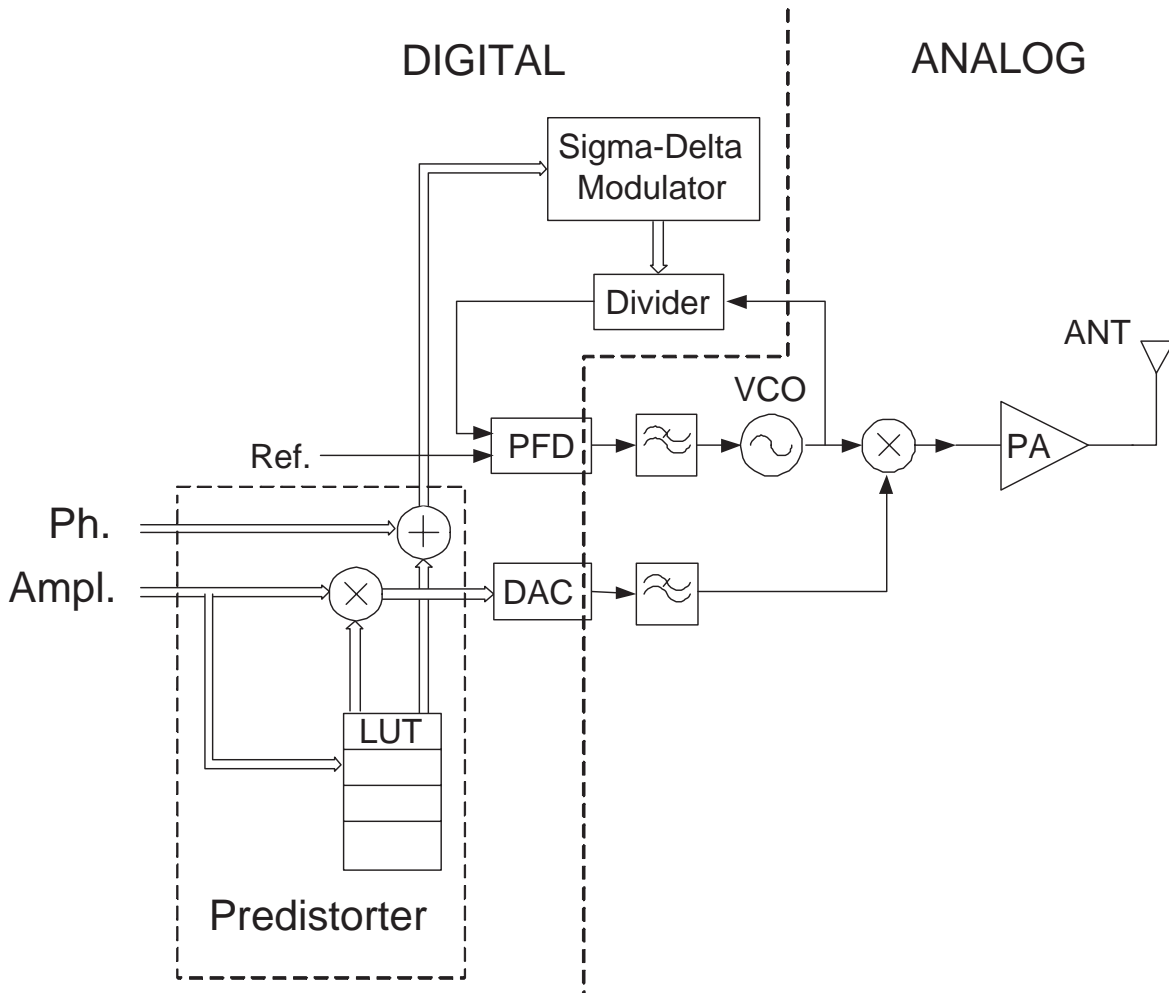 DIGITAL
ANALOG
Sigma-Delta
Modulator
Divider
ANT
VCO
PFD
PA
Ref.
Ph.
Ampl.
DAC
LUT
Predistorter